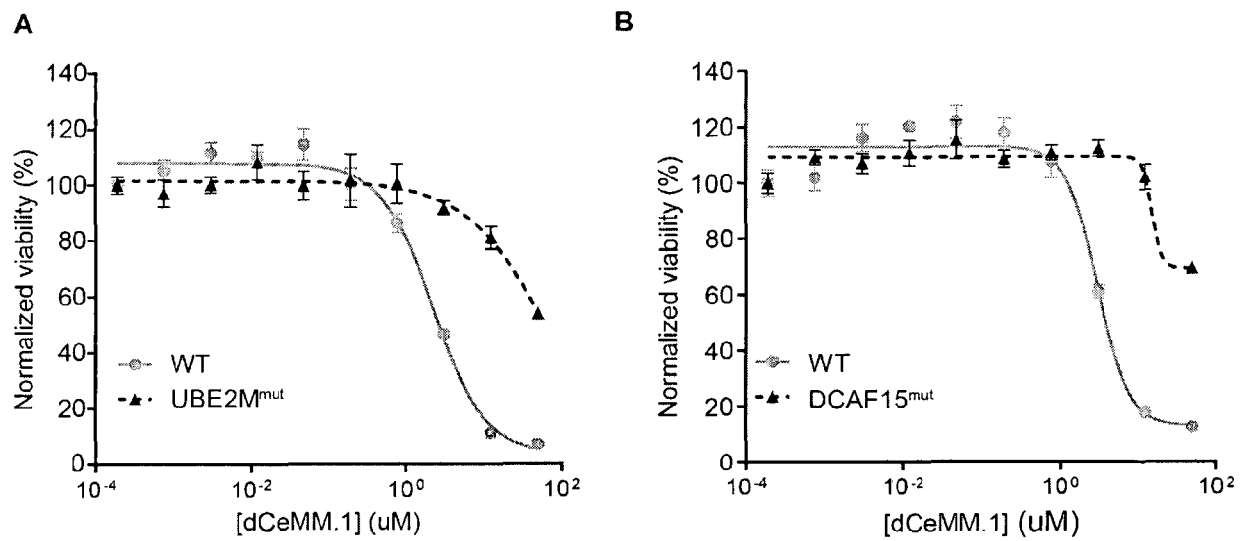 A
Normalized viability (%)
140
120
100
80
60
40
20
0
WT
UBE2Mmut
10-4
10-2
100
102
[dCeMM.1] (uM)
B
Normalized viability (%)
140
120
100
80
60
40
20
0
WT
DCAF15mut
10-4
10-2
100
102
[dCeMM.1] (uM)